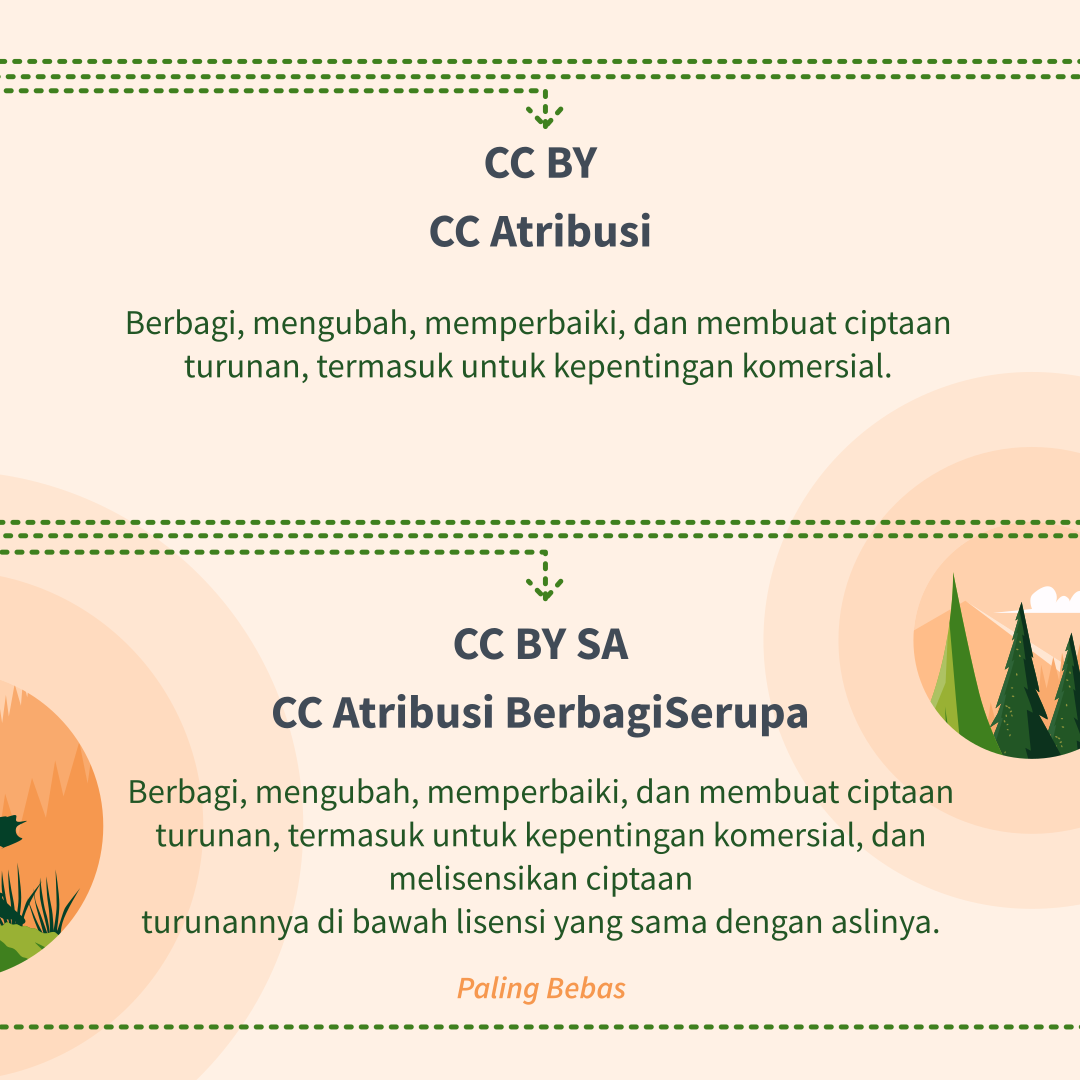 CC BY
CC Atribusi
Berbagi, mengubah, memperbaiki, dan membuat ciptaan
turunan, termasuk untuk kepentingan komersial.
CC BY SA
CC Atribusi BerbagiSerupa
Berbagi, mengubah, memperbaiki, dan membuat ciptaan
turunan, termasuk untuk kepentingan komersial, dan
melisensikan ciptaan
turunannya di bawah lisensi yang sama dengan aslinya.
Paling Bebas